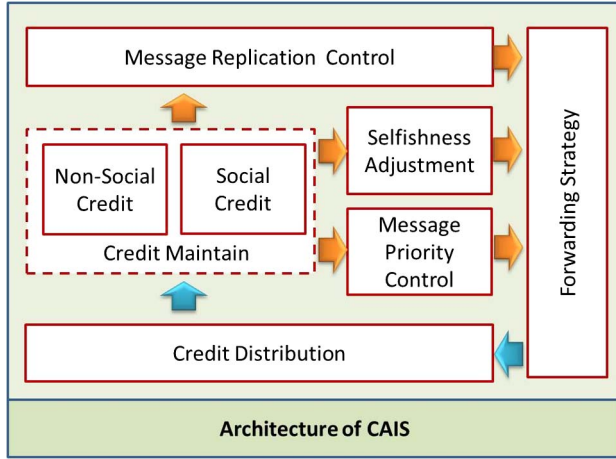 Message Replication Control
Non-Social
Credit
Social
Credit
Credit Maintain
Selfishness
Adjustment
Message
Priority
Control
Forwarding Strategy
Credit Distribution
Architecture of CAIS